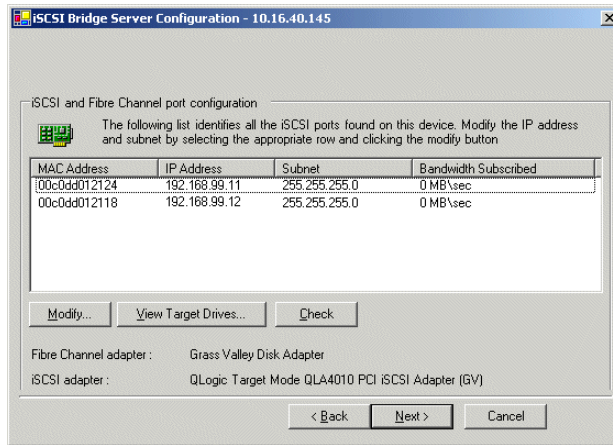 iSCSI Bridge Server Configuration - 10.16.40.145
iSCSI and Fibre Channel port configuration
The following list identifies all the iSCSI ports found on this device. Modify the IP address
and subnet by selecting the appropriate row and clicking the modify button
MAC Address IP Address Subnet Bandwidth Subscribed
00c0dd012124 192.168.99.11 255.255.255.0 0 MB\sec
00c0dd012118 192.168.99.12 255.255.255.0 0 MB\sec
Modify... View Target Drives... Check
Fibre Channel adapter : Grass Valley Disk Adapter
iSCSI adapter : QLogic Target Mode QLA4010 PCI iSCSI Adapter (GV)
< Back Next > Cancel